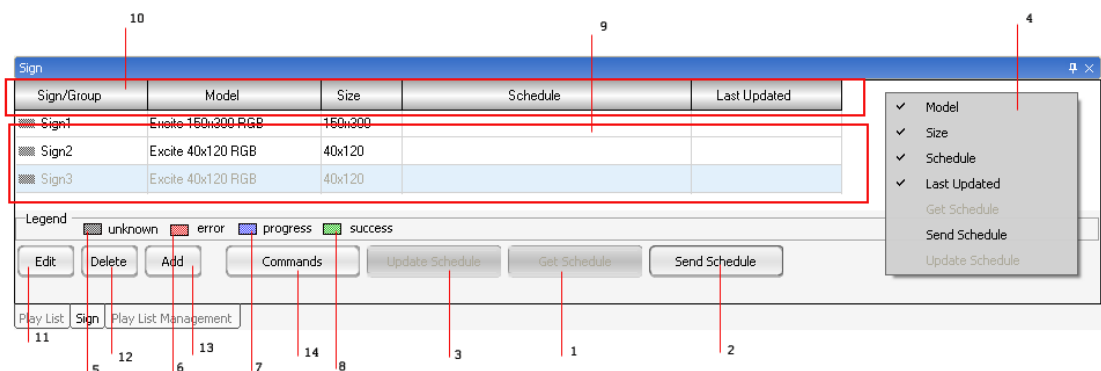 10
9
4
Sign
Sign/Group Model Size Schedule Last Updated
Sign1 Excite 150x300 RGB 150x300
Sign2 Excite 40x120 RGB 40x120
Sign3 Excite 40x120 RGB 40x120
Model
Size
Schedule
Last Updated
Get Schedule
Send Schedule
Update Schedule
Legend
unknown error progress success
Edit Delete Add Commands Update Schedule Get Schedule Send Schedule
Play List Sign Play List Management
11 12 13 14 3 1 2
5 6 7 8